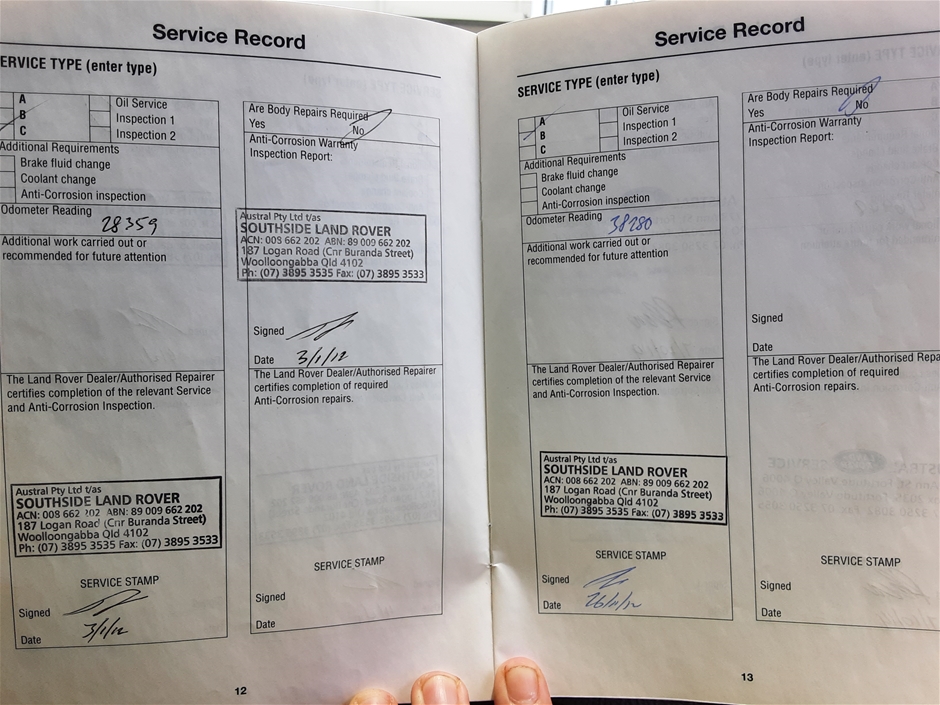 Service Record
SERVICE TYPE (enter type)
A
B
C
Oil Service
Inspection 1
Inspection 2
Additional Requirements
Brake fluid change
Coolant change
Anti-Corrosion inspection
Odometer Reading
28359
Additional work carried out or
recommended for future attention
The Land Rover Dealer/Authorised Repairer
certifies completion of the relevant Service
and Anti-Corrosion Inspection.
Austral Pty Ltd t/as
SOUTHSIDE LAND ROVER
ACN: 008 662 202 ABN: 89 009 662 202
187 Logan Road (Cnr Buranda Street)
Woolloongabba Qld 4102
Ph: (07) 3895 3535 Fax: (07) 3895 3533
SERVICE STAMP
Signed
Date 3/1/12
Are Body Repairs Required
Yes No
Anti-Corrosion Warranty
Inspection Report:
Austral Pty Ltd t/as
SOUTHSIDE LAND ROVER
ACN: 008 662 202 ABN: 89 009 662 202
187 Logan Road (Cnr Buranda Street)
Woolloongabba Qld 4102
Ph: (07) 3895 3535 Fax: (07) 3895 3533
Signed
Date 3/1/12
The Land Rover Dealer/Authorised Repairer
certifies completion of required
Anti-Corrosion repairs.
SERVICE STAMP
Signed
Date
12
Service Record
SERVICE TYPE (enter type)
A
B
C
Oil Service
Inspection 1
Inspection 2
Additional Requirements
Brake fluid change
Coolant change
Anti-Corrosion inspection
Odometer Reading
38280
Additional work carried out or
recommended for future attention
The Land Rover Dealer/Authorised Repairer
certifies completion of the relevant Service
and Anti-Corrosion Inspection.
Austral Pty Ltd t/as
SOUTHSIDE LAND ROVER
ACN: 008 662 202 ABN: 89 009 662 202
187 Logan Road (Cnr Buranda Street)
Woolloongabba Qld 4102
Ph: (07) 3895 3535 Fax: (07) 3895 3533
SERVICE STAMP
Signed
Date 26/11/12
Are Body Repairs Required
Yes No
Anti-Corrosion Warranty
Inspection Report:
Signed
Date
The Land Rover Dealer/Authorised
certifies completion of required
Anti-Corrosion repairs.
SERVICE STAMP
Signed
Date
13